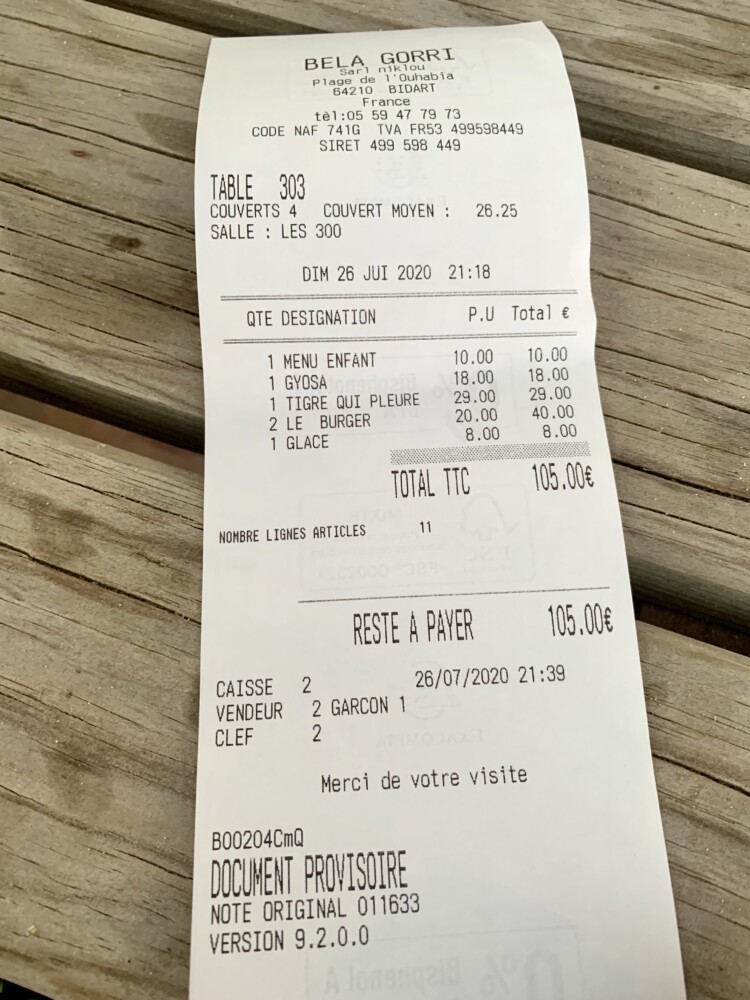 BELA GORRI
Sarl niklou
Plage de l'Ouhabia
64210 BIDART
France
tèl:05 59 47 79 73
CODE NAF 741G TVA FR53 499598449
SIRET 499 598 449
TABLE 303
COUVERTS 4 COUVERT MOYEN : 26.25
SALLE : LES 300
DIM 26 JUI 2020 21:18
QTE DESIGNATION P.U Total €
1 MENU ENFANT 10.00 10.00
1 GYOSA 18.00 18.00
1 TIGRE QUI PLEURE 29.00 29.00
2 LE BURGER 20.00 40.00
1 GLACE 8.00 8.00
TOTAL TTC 105.00€
NOMBRE LIGNES ARTICLES 11
RESTE A PAYER 105.00€
CAISSE 2 26/07/2020 21:39
VENDEUR 2 GARCON 1
CLEF 2
Merci de votre visite
B00204CmQ
DOCUMENT PROVISOIRE
NOTE ORIGINAL 011633
VERSION 9.2.0.0